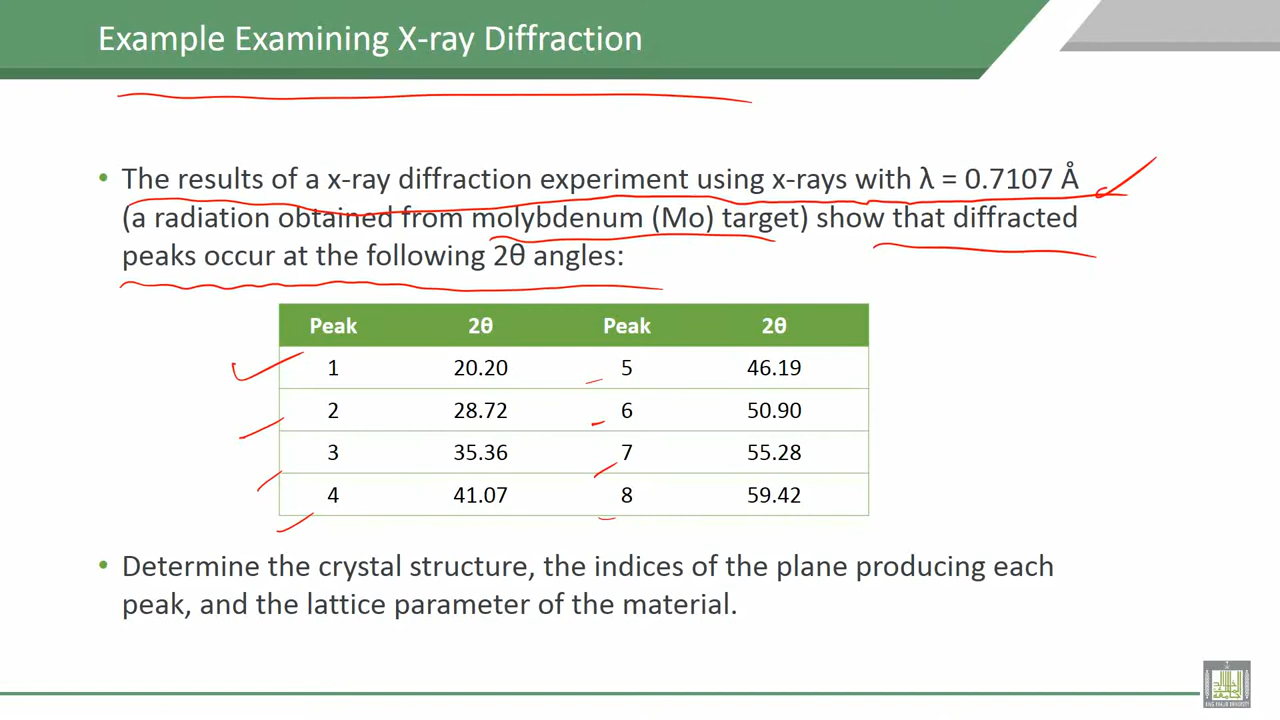 Example Examining X-ray Diffraction
• The results of a x-ray diffraction experiment using x-rays with λ = 0.7107 Å
(a radiation obtained from molybdenum (Mo) target) show that diffracted
peaks occur at the following 2θ angles:
Peak 2θ Peak 2θ
1 20.20 5 46.19
2 28.72 6 50.90
3 35.36 7 55.28
4 41.07 8 59.42
• Determine the crystal structure, the indices of the plane producing each
peak, and the lattice parameter of the material.